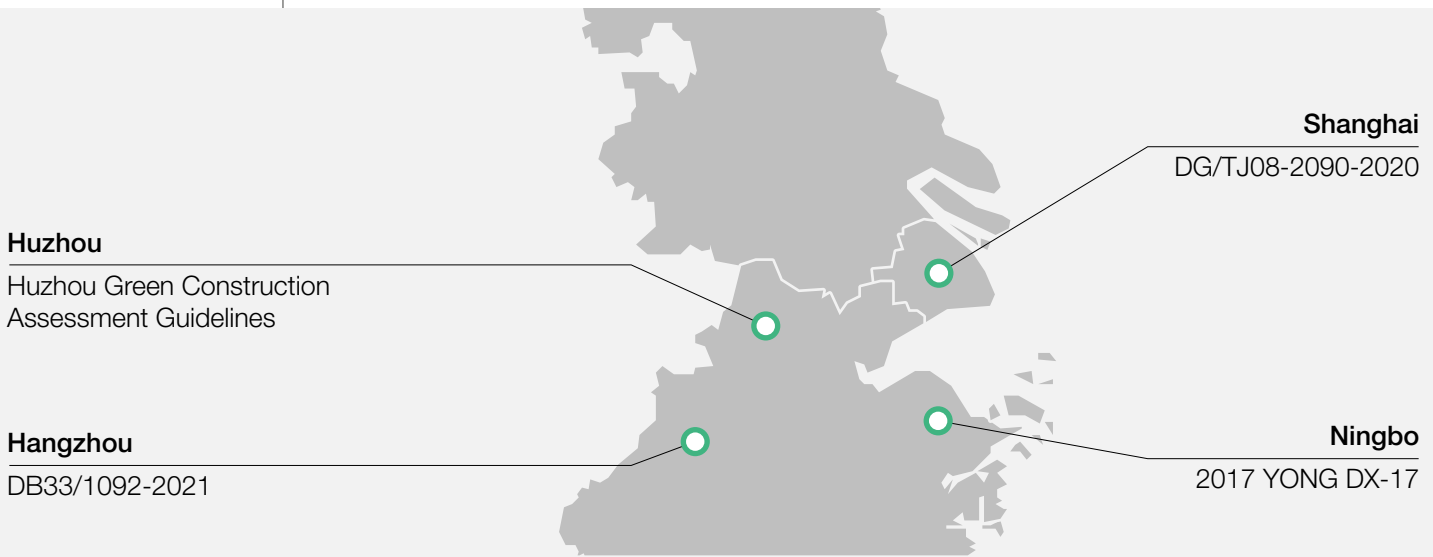 Shanghai
DG/TJ08-2090-2020
Huzhou
Huzhou Green Construction
Assessment Guidelines
Hangzhou
DB33/1092-2021
Ningbo
2017 YONG DX-17